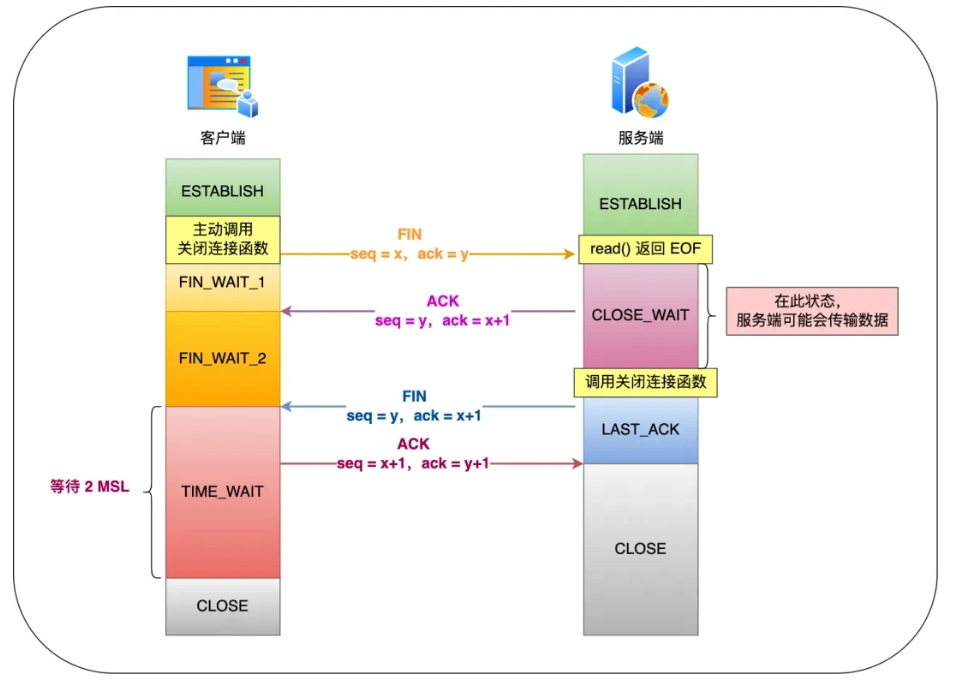 客户端
服务端
ESTABLISH
ESTABLISH
主动调用
关闭连接函数
FIN
seq = x，ack = y
read() 返回 EOF
FIN_WAIT_1
ACK
seq = y，ack = x+1
CLOSE_WAIT
在此状态，
服务端可能会传输数据
FIN_WAIT_2
调用关闭连接函数
FIN
seq = y，ack = x+1
LAST_ACK
ACK
seq = x+1，ack = y+1
等待 2 MSL
TIME_WAIT
CLOSE
CLOSE